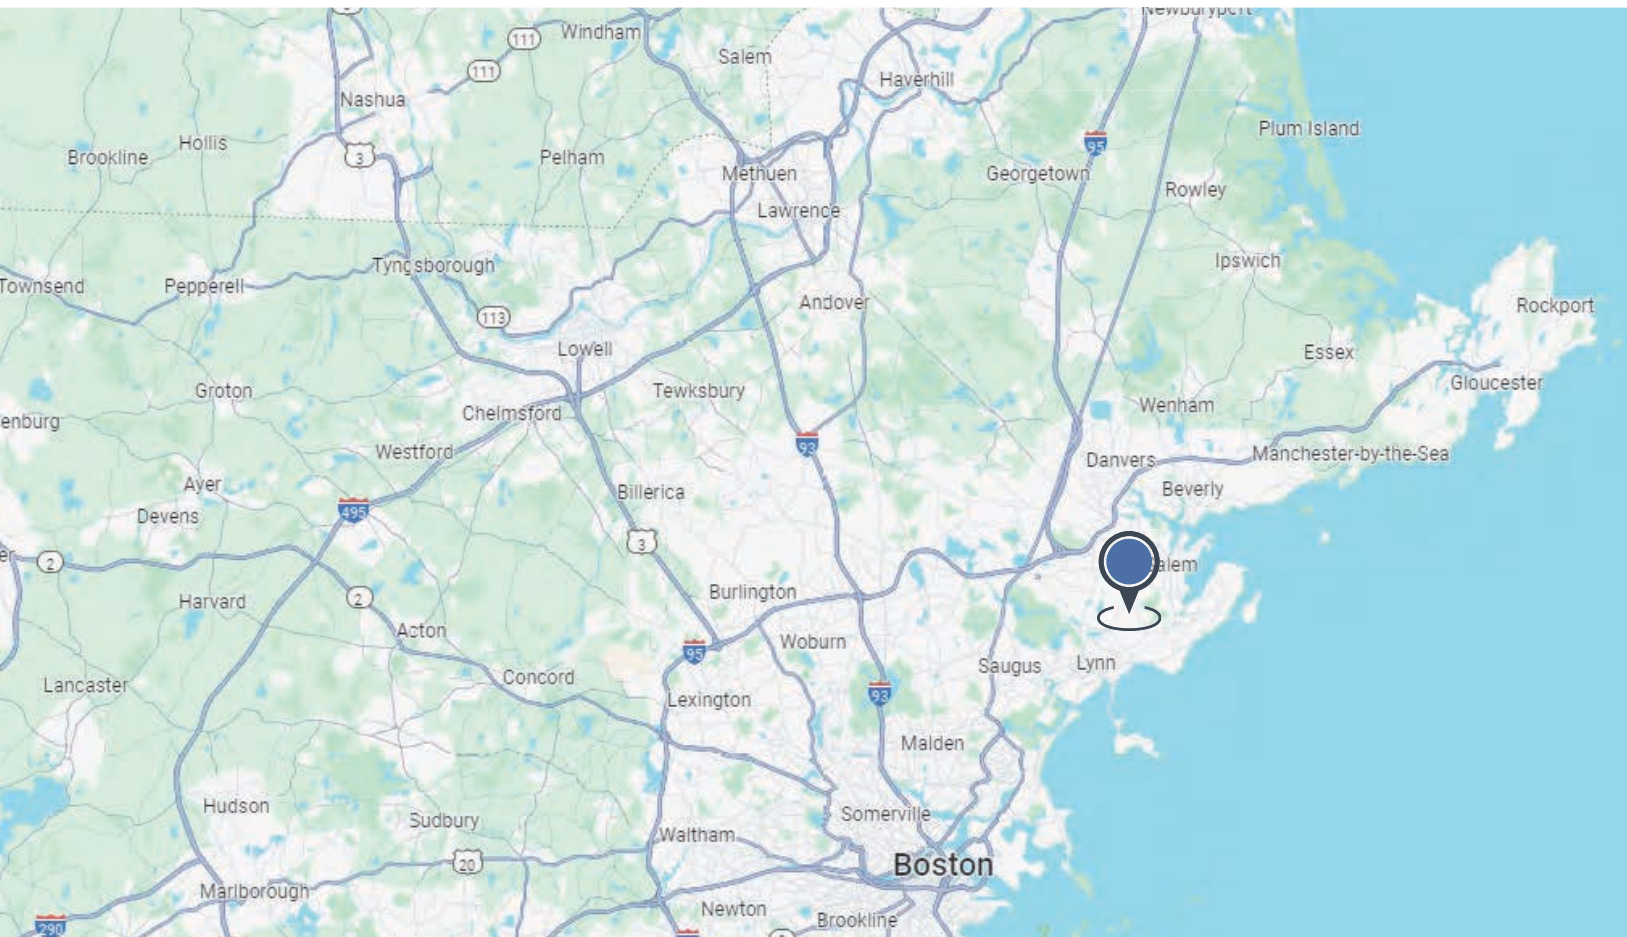 Newburyport
111
Windham
Salem
111
Haverhill
Nashua
Plum Island
Hollis
95
Brookline
3
Pelham
Methuen
Georgetown
Rowley
Lawrence
Tyngsborough
Ipswich
Townsend
Pepperell
Andover
Rockport
113
Lowell
Essex
Groton
Tewksbury
Gloucester
Chelmsford
Wenham
enburg
93
Westford
Danvers
Manchester-by-the-Sea
Ayer
Billerica
Beverly
Devens
495
3
2
Salem
Burlington
Harvard
2
Acton
Woburn
95
Saugus
Lynn
Concord
Lancaster
Lexington
93
Malden
Hudson
Somerville
Sudbury
Waltham
20
Boston
Marlborough
Newton
Brookline
290